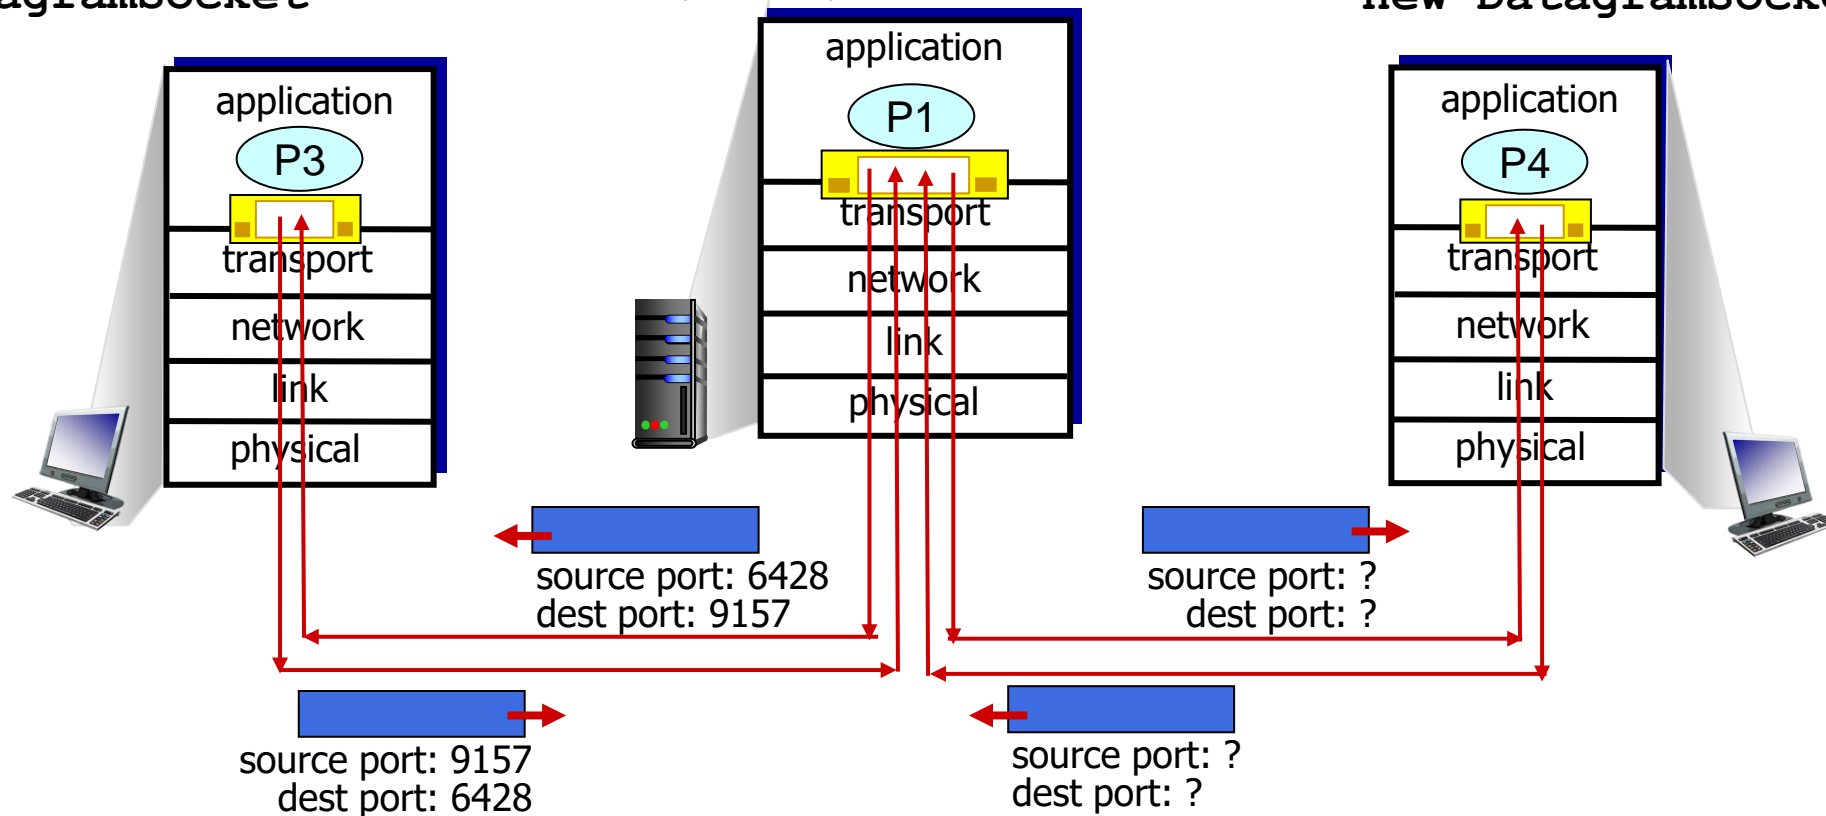 application
P3
transport
network
link
physical
application
P1
transport
network
link
physical
application
P4
transport
network
link
physical
source port: 6428
dest port: 9157
source port: ?
dest port: ?
source port: 9157
dest port: 6428
source port: ?
dest port: ?